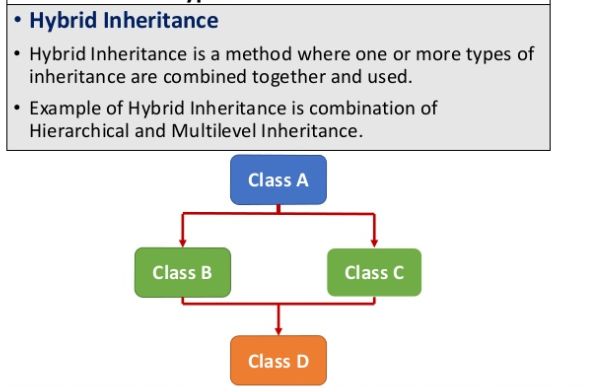 • Hybrid Inheritance
• Hybrid Inheritance is a method where one or more types of
inheritance are combined together and used.
• Example of Hybrid Inheritance is combination of
Hierarchical and Multilevel Inheritance.
Class A
Class B
Class C
Class D